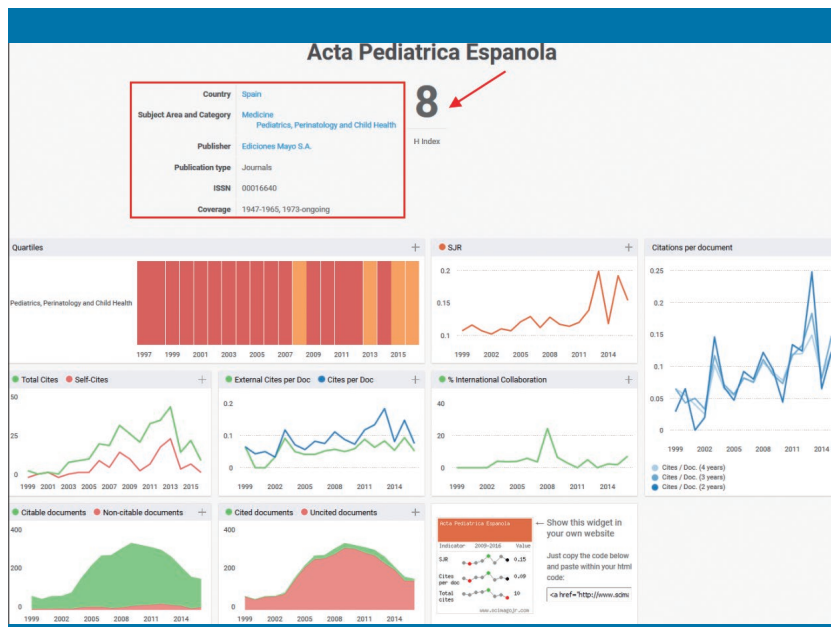 Acta Pediatrica Espanola
Country Spain
Subject Area and Category Medicine
Pediatrics, Perinatology and Child Health
Publisher Ediciones Mayo S.A.
Publication type Journals
ISSN 00016640
Coverage 1947-1965, 1973-ongoing
8
H Index
Quartiles
Pediatrics, Perinatology and Child Health
1997 1999 2001 2003 2005 2007 2009 2011 2013 2015
SJR
0.2
0.15
0.1
1999 2002 2005 2008 2011 2014
Citations per document
0.25
0.2
0.15
0.1
0.05
0
1999 2002 2005 2008 2011 2014
Cites / Doc. (4 years)
Cites / Doc. (3 years)
Cites / Doc. (2 years)
Total Cites Self-Cites
50
25
0
1999 2001 2003 2005 2007 2009 2011 2013 2015
External Cites per Doc Cites per Doc
0.2
0.1
0
1999 2002 2005 2008 2011 2014
% International Collaboration
40
20
0
1999 2002 2005 2008 2011 2014
Citable documents Non-citable documents
400
200
0
1999 2002 2005 2008 2011 2014
Cited documents Uncited documents
400
200
0
1999 2002 2005 2008 2011 2014
Acta Pediatrica Espanola
Indicator 2008-2016 Value
SJR 0.15
Cites per doc 0.09
Total cites 10
www.scimagojr.com
← Show this widget in
your own website
Just copy the code below
and paste within your html
code:
<a href="http://www.scima